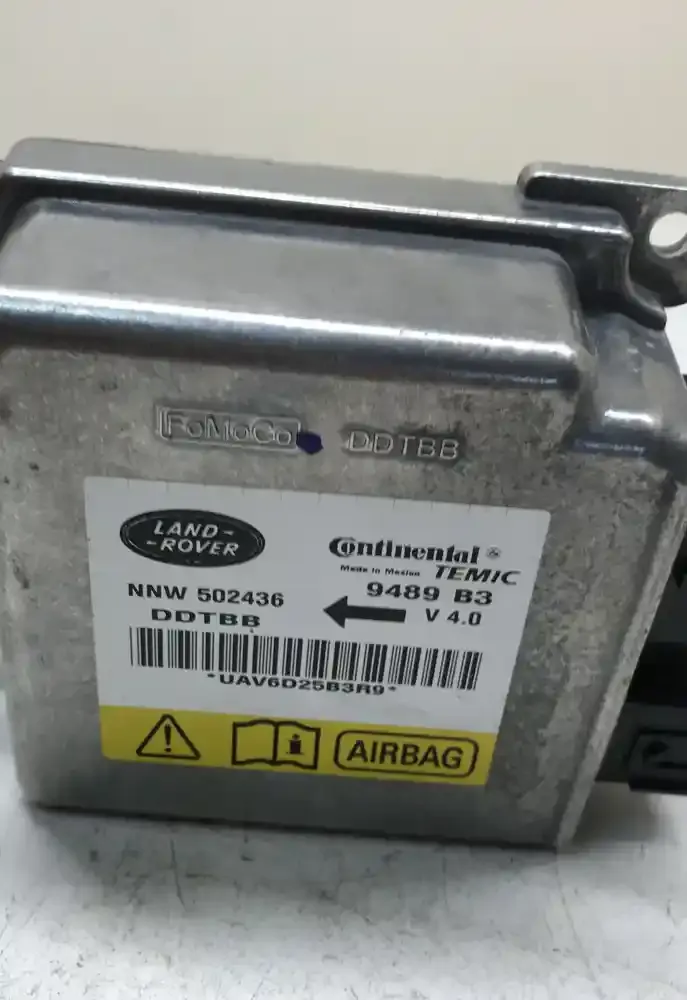 FoMoCo DDTBB
LAND-
-ROVER
Continental ®
Made in Mexico TEMIC
NNW 502436
9489 B3
DDTBB
V 4.0
*UAV6D25B3R9*
AIRBAG